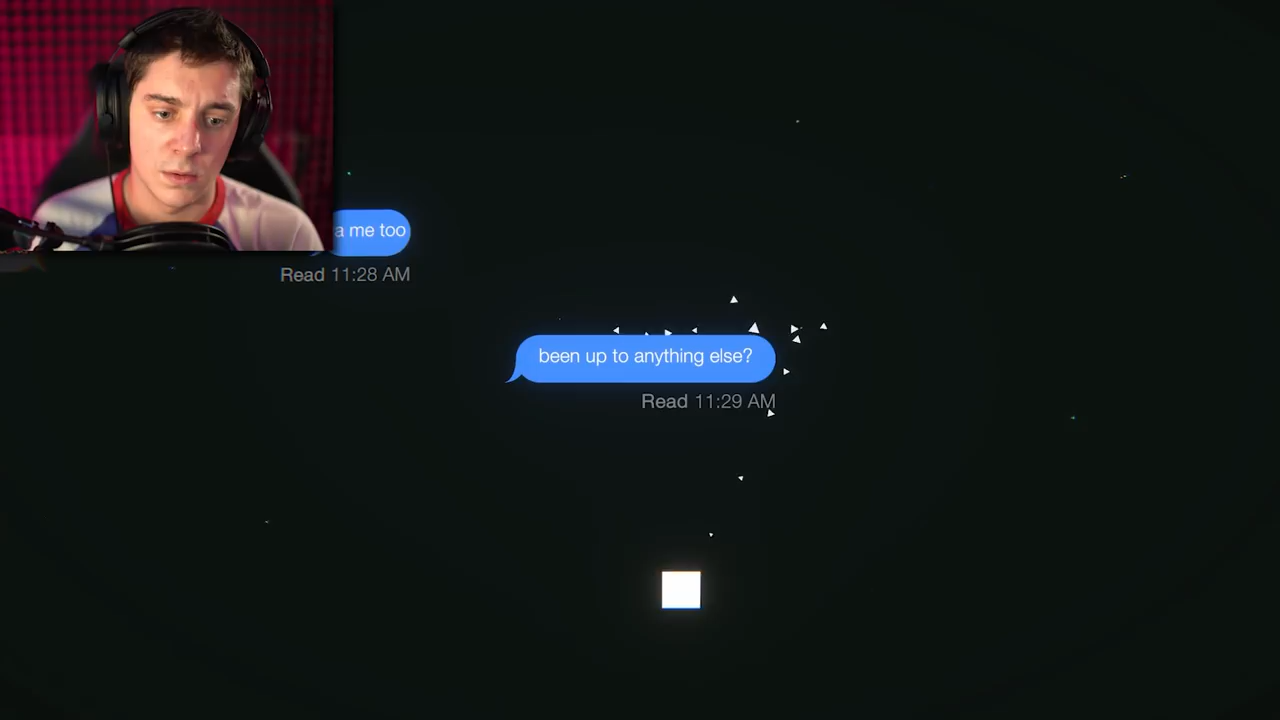 a me too
Read 11:28 AM
been up to anything else?
Read 11:29 AM